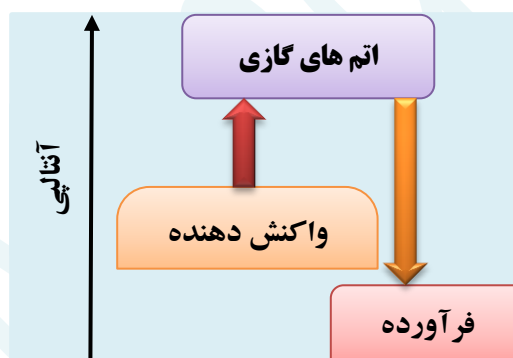 اتم های گازی
آنتالپی
واکنش دهنده
فرآورده